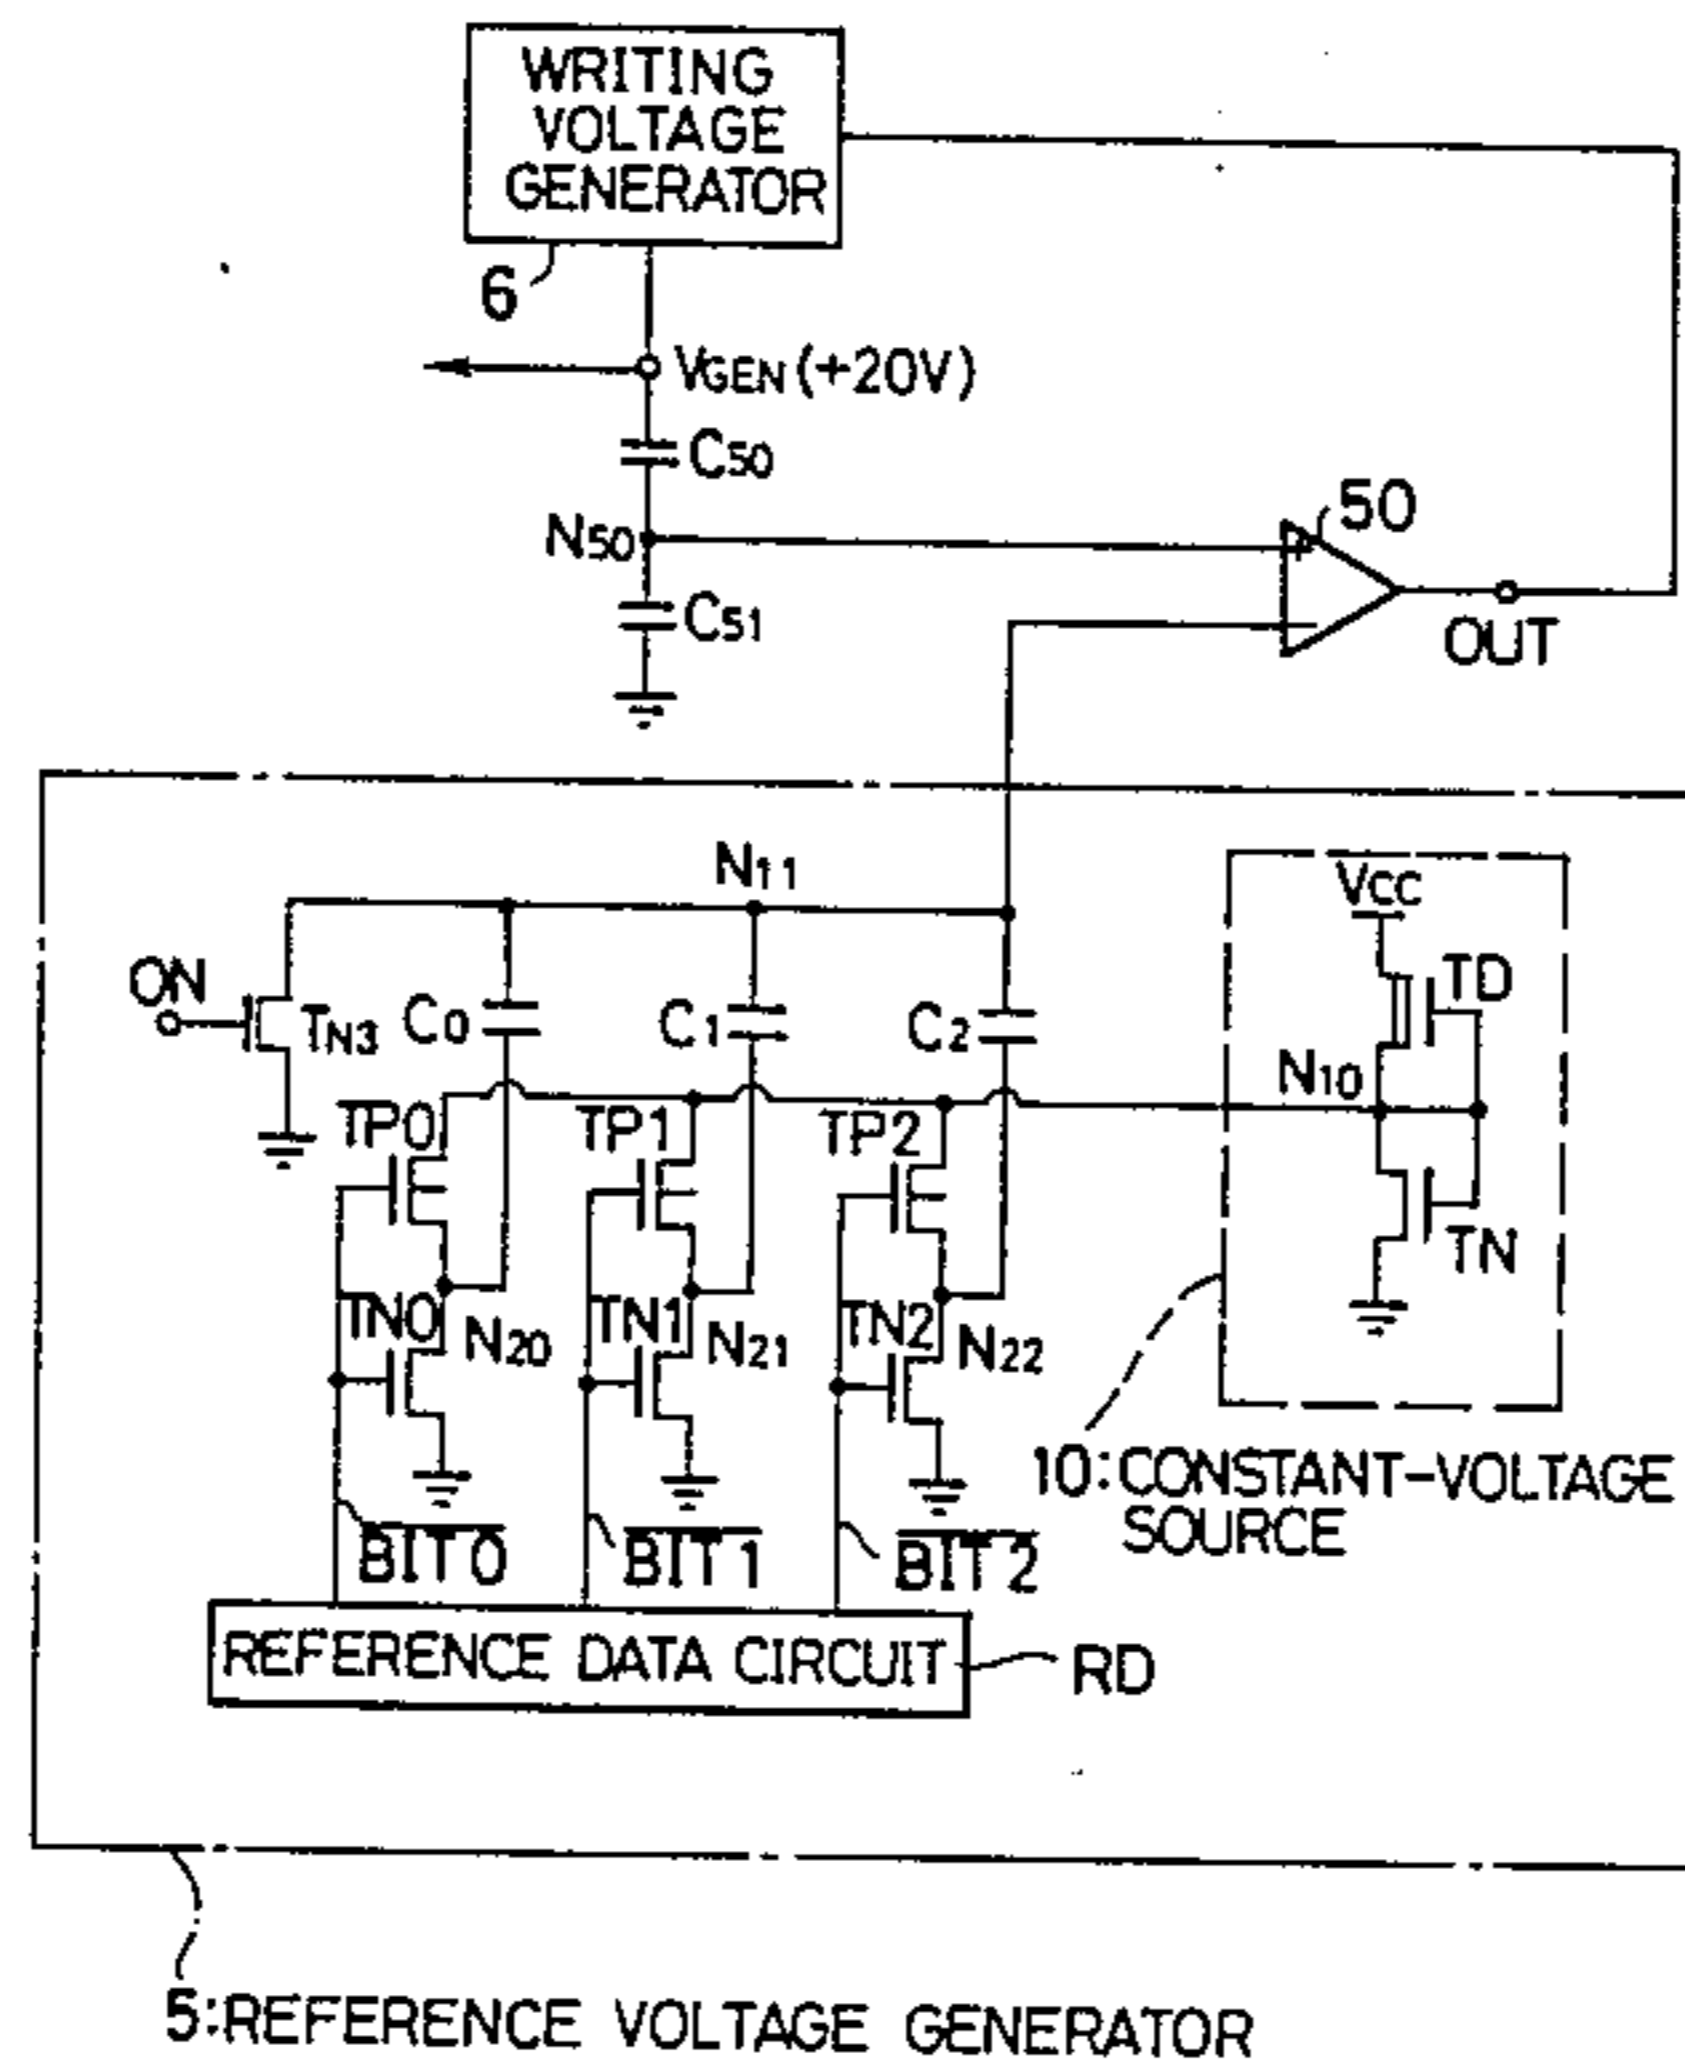 WRITING
VOLTAGE
GENERATOR
6
VGEN (+20V)
C50
50
N50
OUT
C51
N11
VCC
ON
TD
TN3
C0
C1
C2
N10
TP0
TP1
TP2
TN
TN0
N20
TN1
N21
TN2
N22
10:CONSTANT-VOLTAGE
SOURCE
BIT0
BIT1
BIT2
REFERENCE DATA CIRCUIT
RD
5:REFERENCE VOLTAGE GENERATOR